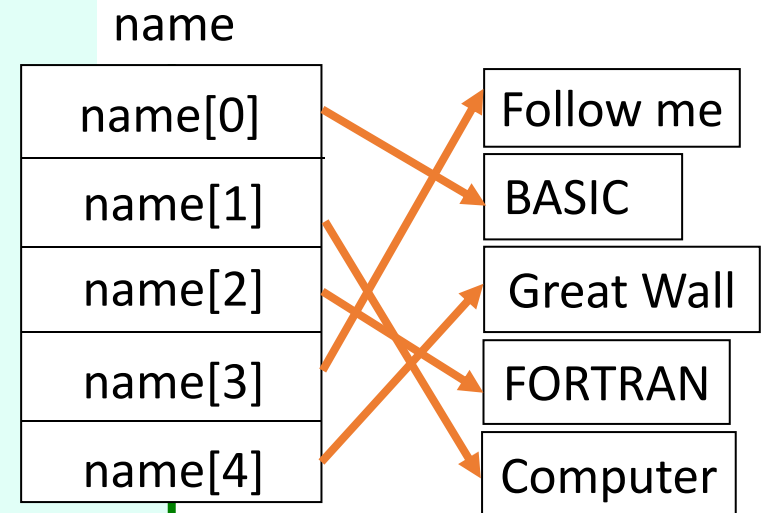 name
name[0]
name[1]
name[2]
name[3]
name[4]
Follow me
BASIC
Great Wall
FORTRAN
Computer